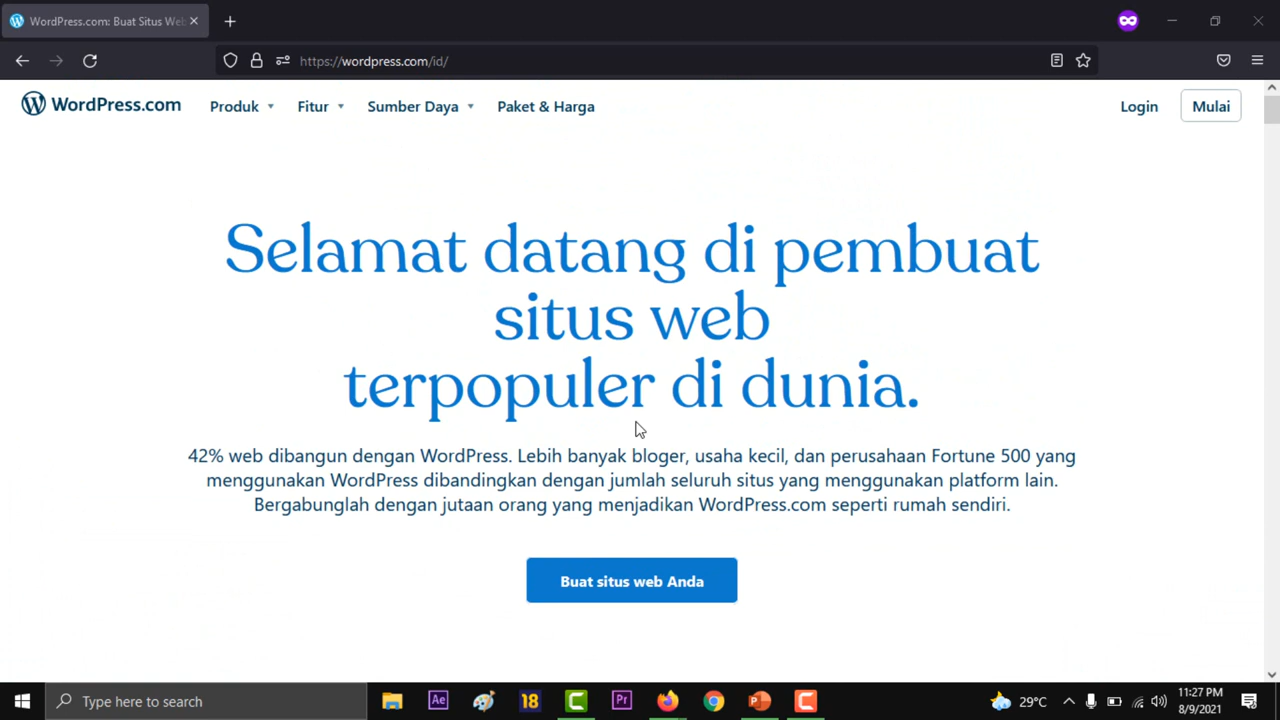 WordPress.com: Buat Situs Web
https://wordpress.com/id/
WordPress.com Produk Fitur Sumber Daya Paket & Harga Login Mulai
Selamat datang di pembuat
situs web
terpopuler di dunia.
42% web dibangun dengan WordPress. Lebih banyak bloger, usaha kecil, dan perusahaan Fortune 500 yang
menggunakan WordPress dibandingkan dengan jumlah seluruh situs yang menggunakan platform lain.
Bergabunglah dengan jutaan orang yang menjadikan WordPress.com seperti rumah sendiri.
Buat situs web Anda
Type here to search Ae 18 C Pr P C 29°C 11:27 PM
8/9/2021